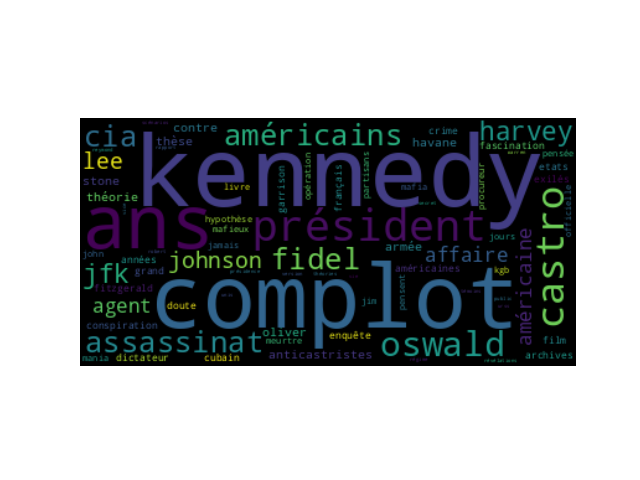 cia
contre
thèse
américains
crime
havane
harvey
fascination
lee
kennedy
pensée
stone
livre
garrison
opération
français
partisans
mafia
procureur
etats
exilés
théorie
ans
hypothèse
mafieux
président
castro
officielle
jamais
jours
johnson
fidel
armée
affaire
américaine
jfk
années
john
grand
américaines
kgb
fitzgerald
complot
agent
doute
jim
pensent
conspiration
oliver
enquête
assassinat
meurtre
oswald
film
mania
dictateur
cubain
anticastristes
archives